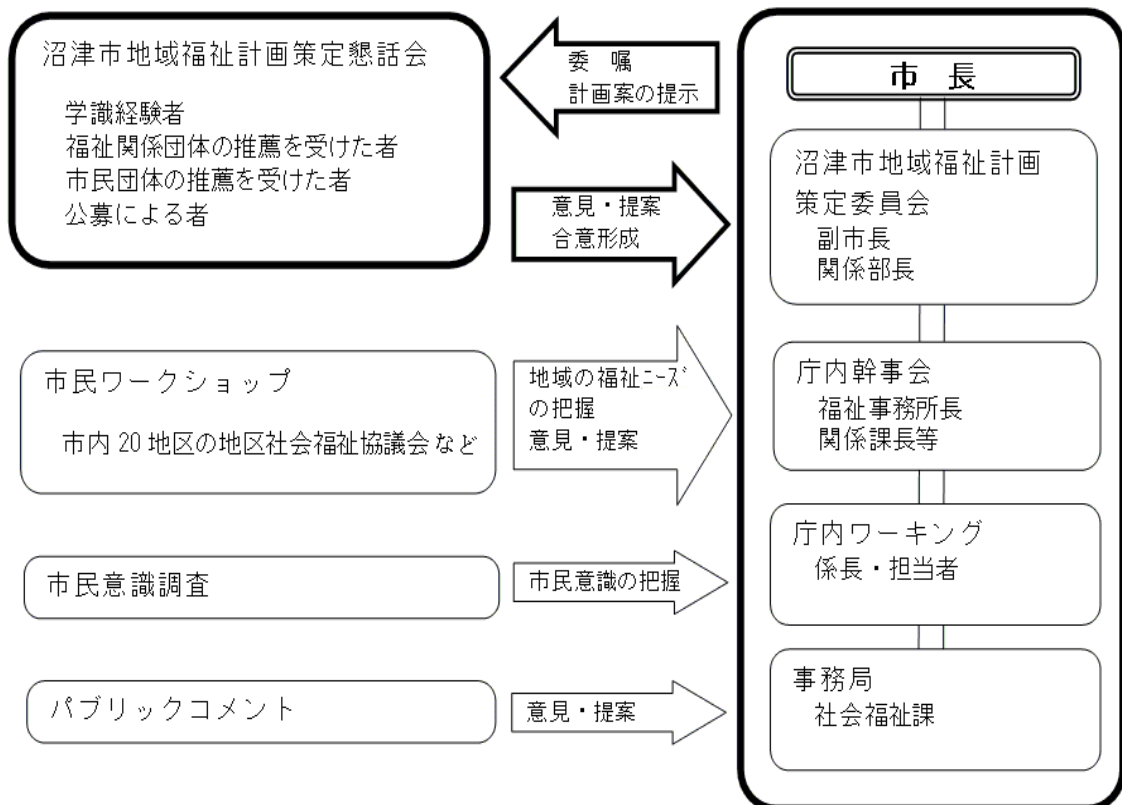 沼津市地域福祉計画策定懇話会
学識経験者
福祉関係団体の推薦を受けた者
市民団体の推薦を受けた者
公募による者
委 嘱
計画案の提示
意見・提案
合意形成
市民ワークショップ
市内20地区の地区社会福祉協議会など
地域の福祉ニーズ
の把握
意見・提案
市民意識調査
市民意識の把握
パブリックコメント
意見・提案
市 長
沼津市地域福祉計画
策定委員会
副市長
関係部長
庁内幹事会
福祉事務所長
関係課長等
庁内ワーキング
係長・担当者
事務局
社会福祉課